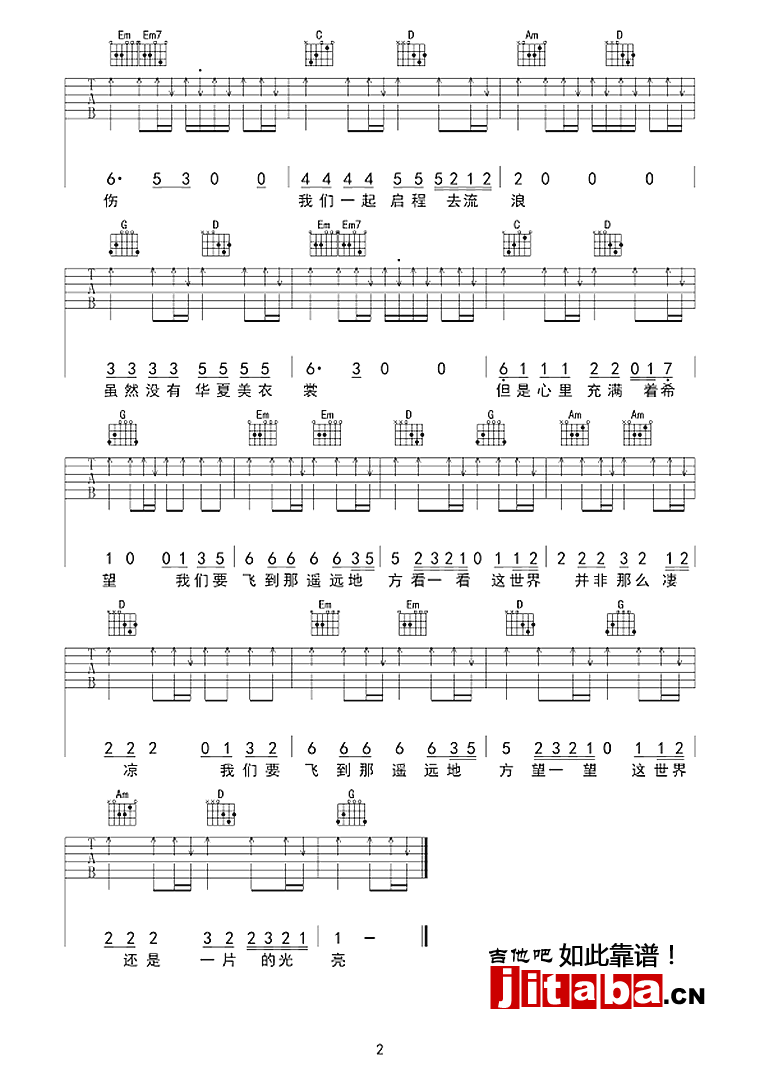 Em Em7 C D Am D
T
A
B
6· 5 3 0 0 4 4 4 4 5 5 5 2 1 2 2 0 0 0
伤 我们一起 启程 去流 浪
G D Em Em7 C D
T
A
B
3 3 3 3 5 5 5 5 6· 3 0 0 6 1 1 1 2 2 0 1 7
虽然没有 华夏美衣 裳 但是心里 充满 着希
G Em Em D G Am Am
T
A
B
1 0 0 1 3 5 6 6 6 6 6 3 5 5 2 3 2 1 0 1 1 2 2 2 2 3 2 1 2
望 我们要 飞到那遥远地 方看一看 这世界 并非那么凄
D Em Em D G
T
A
B
2 2 2 0 1 3 2 6 6 6 6 6 3 5 5 2 3 2 1 0 1 1 2
凉 我们要 飞到那 遥远地 方 望一望 这世界
Am D G
T
A
B
2 2 2 3 2 2 3 2 1 1 –
还是 一片 的光 亮
吉他吧 如此靠谱！
jitaba.CN
2